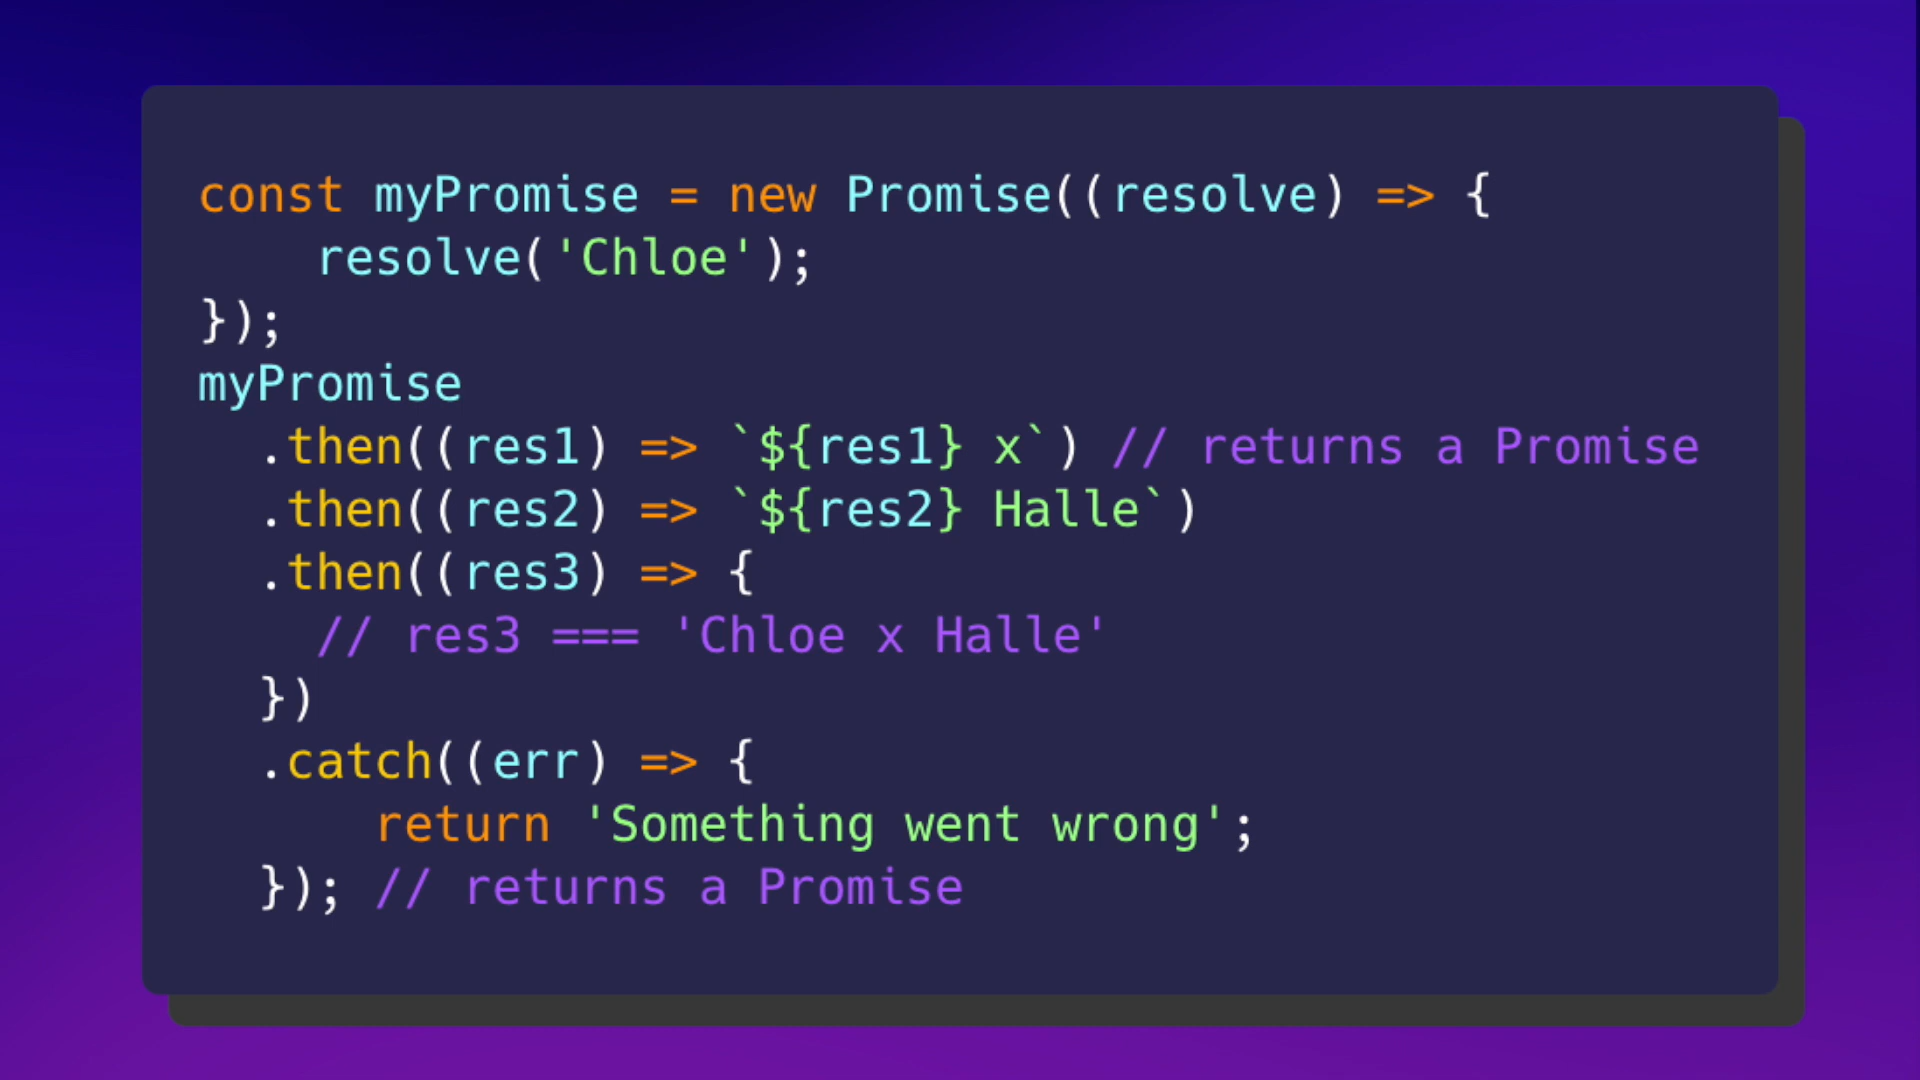 const myPromise = new Promise((resolve) => {
    resolve('Chloe');
});
myPromise
  .then((res1) => `${res1} x`) // returns a Promise
  .then((res2) => `${res2} Halle`)
  .then((res3) => {
    // res3 === 'Chloe x Halle'
  })
  .catch((err) => {
      return 'Something went wrong';
  }); // returns a Promise